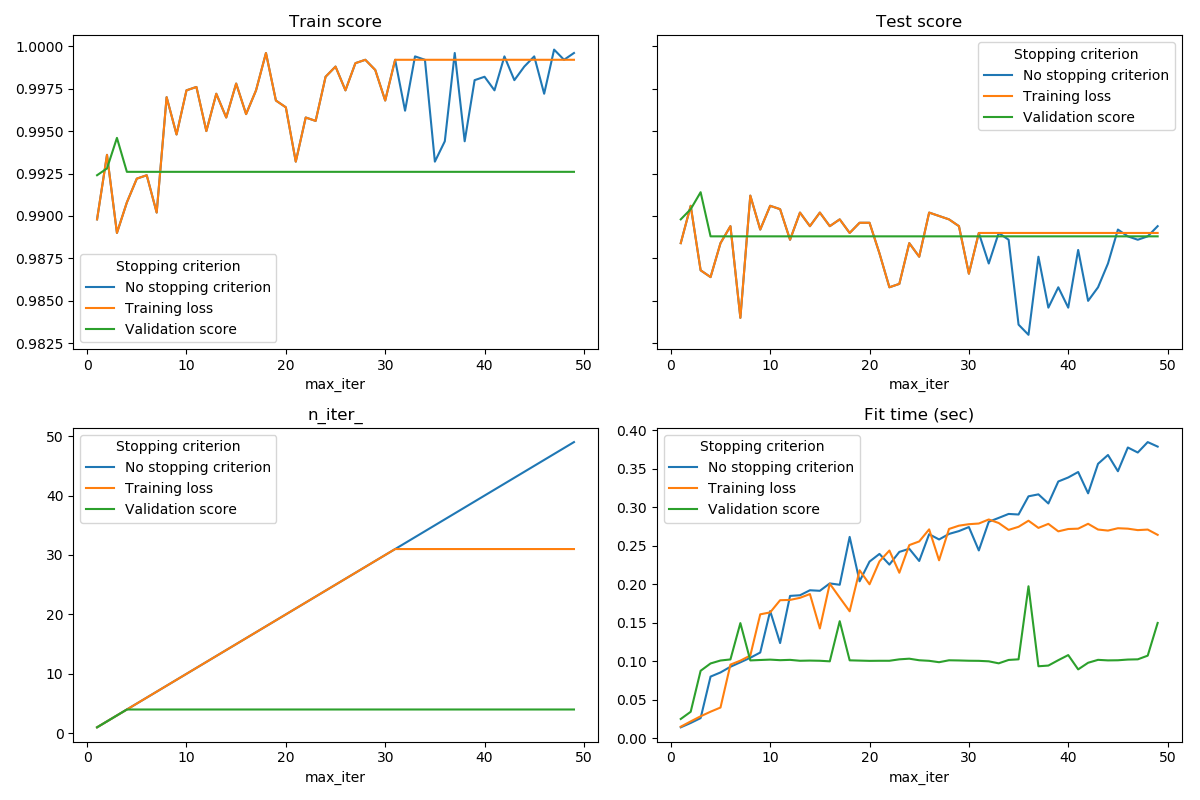 Train score
1.0000
0.9975
0.9950
0.9925
0.9900
0.9875
0.9850
0.9825
Stopping criterion
No stopping criterion
Training loss
Validation score
0 10 20 30 40 50
max_iter
Test score
Stopping criterion
No stopping criterion
Training loss
Validation score
0 10 20 30 40 50
max_iter
n_iter_
50
40
30
20
10
0
Stopping criterion
No stopping criterion
Training loss
Validation score
0 10 20 30 40 50
max_iter
Fit time (sec)
0.40
0.35
0.30
0.25
0.20
0.15
0.10
0.05
0.00
Stopping criterion
No stopping criterion
Training loss
Validation score
0 10 20 30 40 50
max_iter